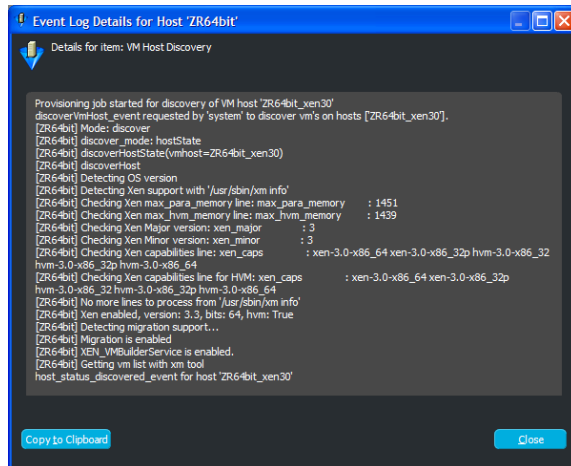 Event Log Details for Host 'ZR64bit'
Details for item: VM Host Discovery
Provisioning job started for discovery of VM host 'ZR64bit_xen30'
discoverVmHost_event requested by 'system' to discover vm's on hosts ['ZR64bit_xen30'].
[ZR64bit] Mode: discover
[ZR64bit] discover_mode: hostState
[ZR64bit] discoverHostState(vmhost=ZR64bit_xen30)
[ZR64bit] discoverHost
[ZR64bit] Detecting OS version
[ZR64bit] Detecting Xen support with '/usr/sbin/xm info'
[ZR64bit] Checking Xen max_para_memory line: max_para_memory : 1451
[ZR64bit] Checking Xen max_hvm_memory line: max_hvm_memory : 1439
[ZR64bit] Checking Xen Major version: xen_major : 3
[ZR64bit] Checking Xen Minor version: xen_minor : 3
[ZR64bit] Checking Xen capabilities line: xen_caps : xen-3.0-x86_64 xen-3.0-x86_32p hvm-3.0-x86_32
hvm-3.0-x86_32p hvm-3.0-x86_64
[ZR64bit] Checking Xen capabilities line for HVM: xen_caps : xen-3.0-x86_64 xen-3.0-x86_32p
hvm-3.0-x86_32 hvm-3.0-x86_32p hvm-3.0-x86_64
[ZR64bit] No more lines to process from '/usr/sbin/xm info'
[ZR64bit] Xen enabled, version: 3.3, bits: 64, hvm: True
[ZR64bit] Detecting migration support...
[ZR64bit] Migration is enabled
[ZR64bit] XEN_VMBuilderService is enabled.
[ZR64bit] Getting vm list with xm tool
host_status_discovered_event for host 'ZR64bit_xen30'
Copy to Clipboard
Close